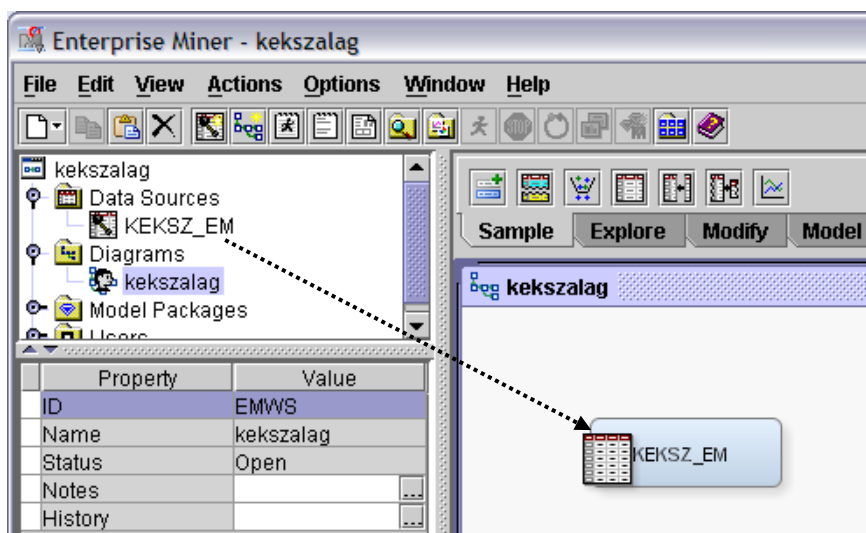 Enterprise Miner - kekszalag
File Edit View Actions Options Window Help
kekszalag
Data Sources
KEKSZ_EM
Diagrams
kekszalag
Model Packages
Users
Property Value
ID EMWS
Name kekszalag
Status Open
Notes ...
History ...
Sample Explore Modify Model
kekszalag
KEKSZ_EM